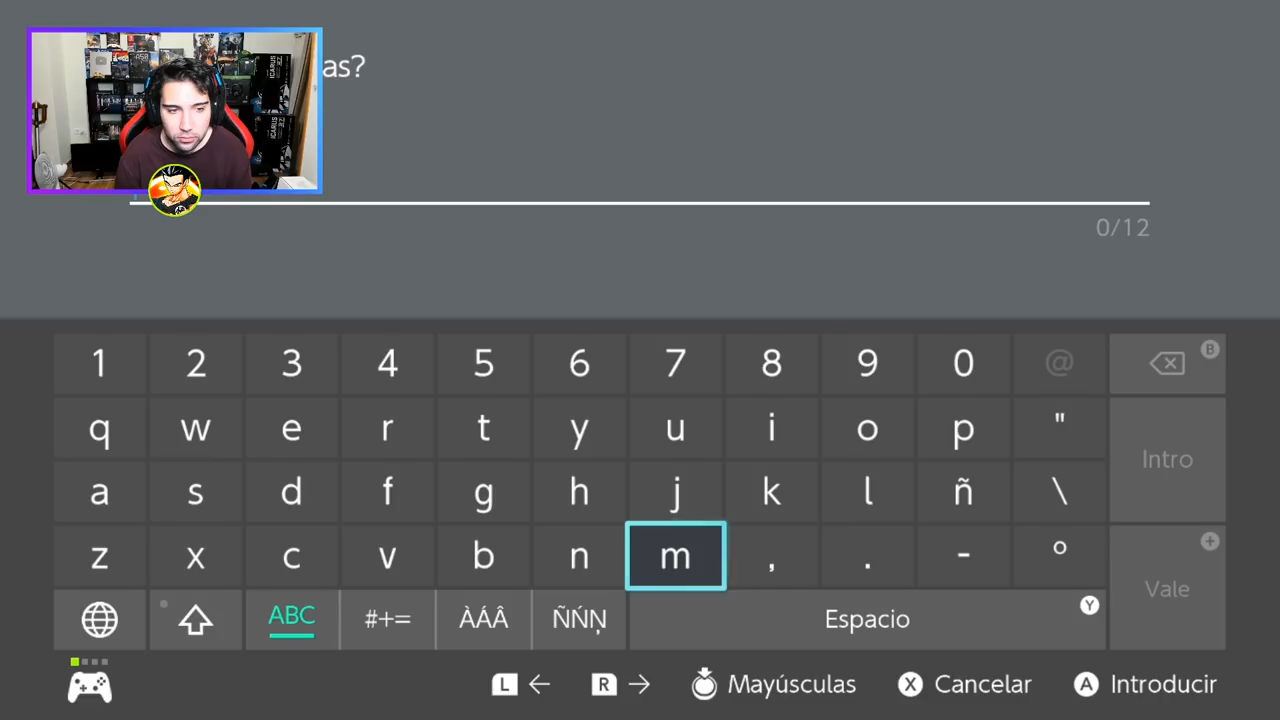 as?
0/12
1 2 3 4 5 6 7 8 9 0 @ B
q w e r t y u i o p " Intro
a s d f g h j k l ñ \
z x c v b n m , . - º + Vale
ABC #+= ÀÁÂ ÑŃŅ Espacio Y
L ← R → Mayúsculas X Cancelar A Introducir